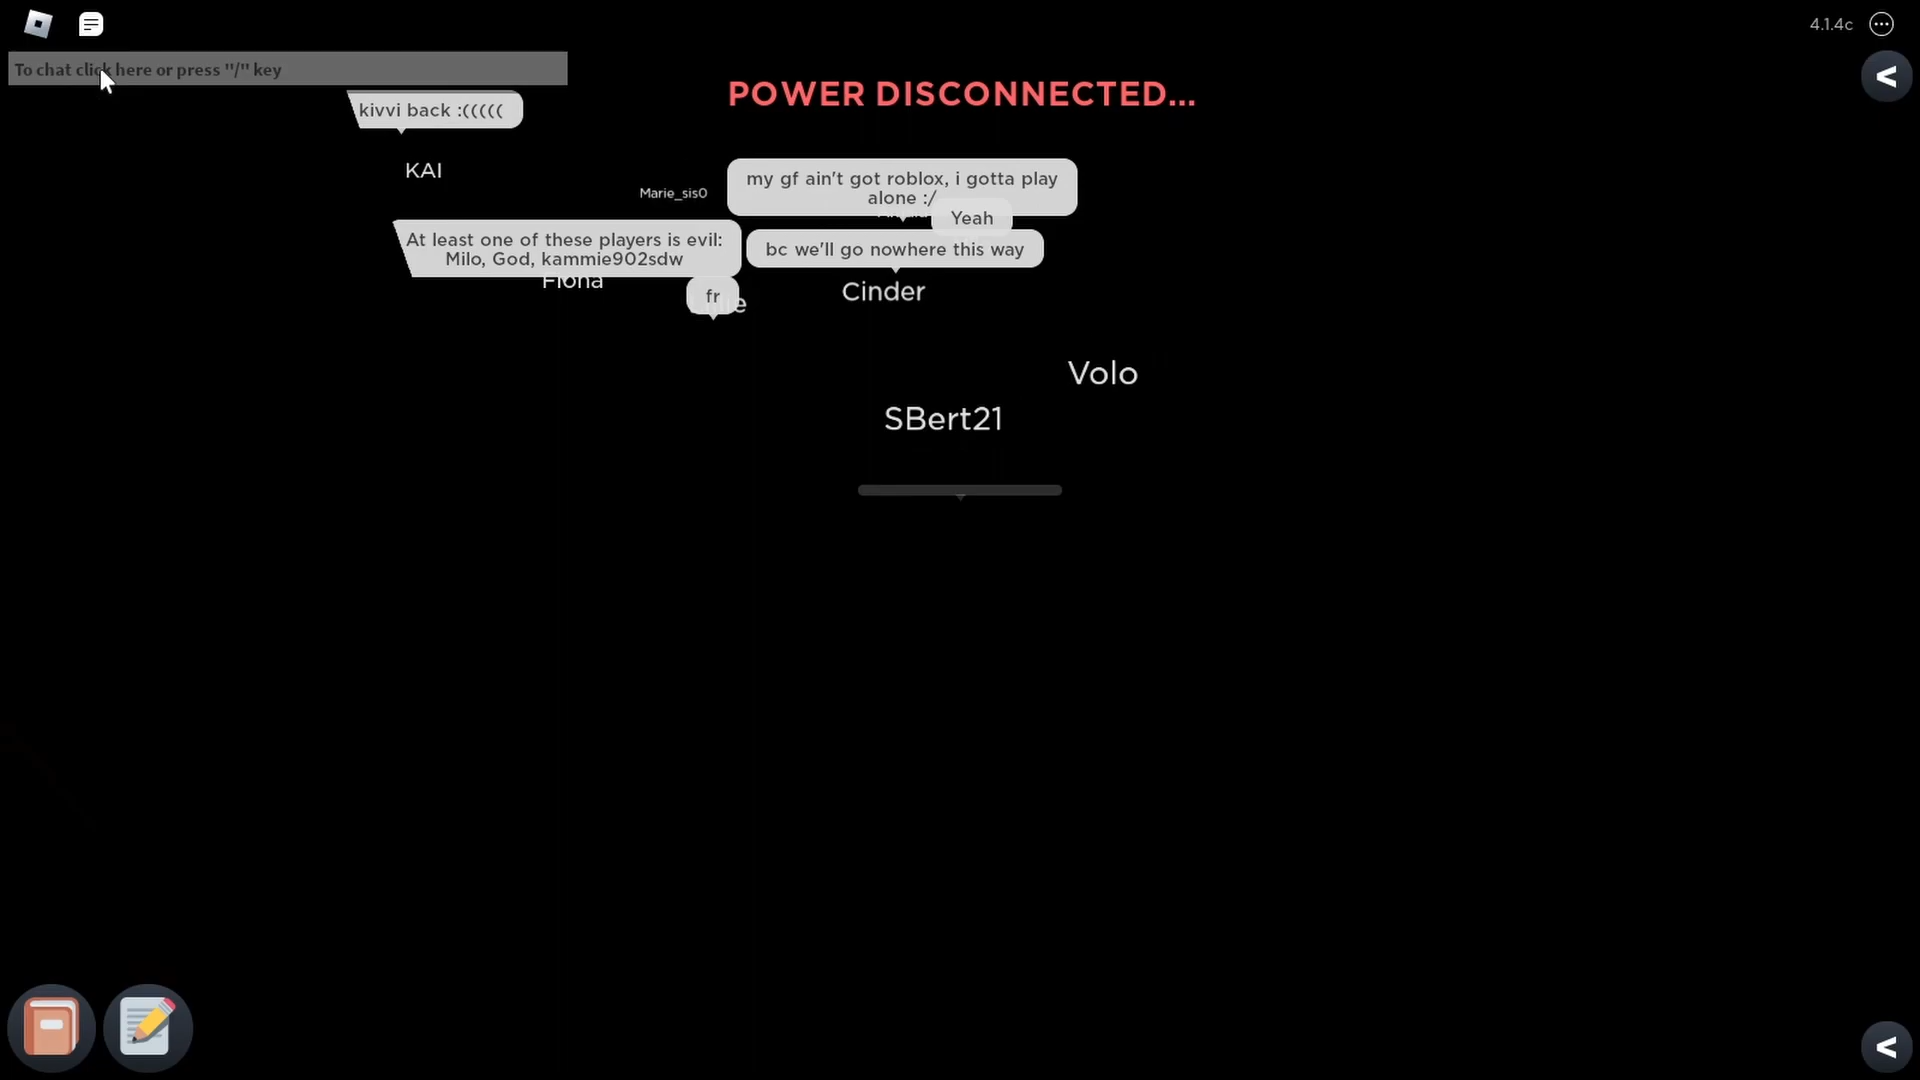 4.1.4c
To chat click here or press "/" key
POWER DISCONNECTED...
kivvi back :(((((
KAI
Marie_sis0
my gf ain't got roblox, i gotta play
alone :/
Yeah
At least one of these players is evil:
Milo, God, kammie902sdw
bc we'll go nowhere this way
Fiona
fr
Cinder
Volo
SBert21